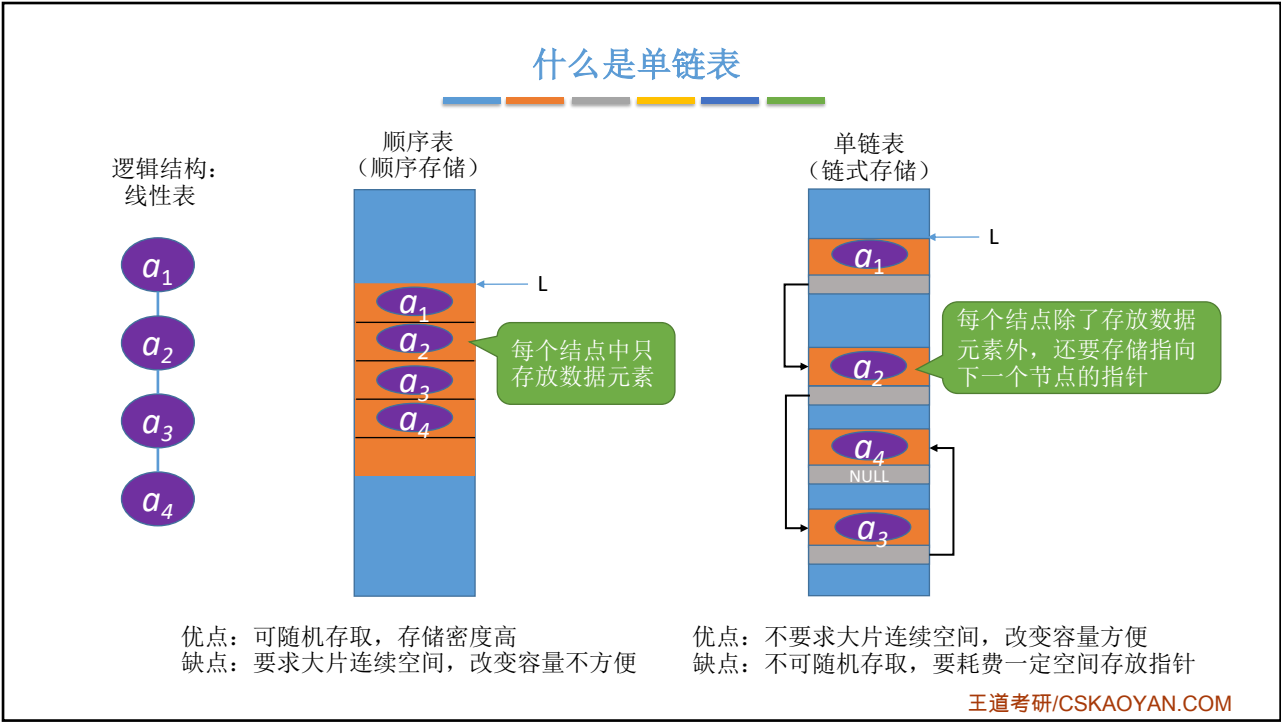 什么是单链表
逻辑结构：
线性表
a1
a2
a3
a4
顺序表
（顺序存储）
L
a1
a2
a3
a4
每个结点中只
存放数据元素
优点：可随机存取，存储密度高
缺点：要求大片连续空间，改变容量不方便
单链表
（链式存储）
L
a1
a2
a4
NULL
a3
每个结点除了存放数据
元素外，还要存储指向
下一个节点的指针
优点：不要求大片连续空间，改变容量方便
缺点：不可随机存取，要耗费一定空间存放指针
王道考研/CSKAOYAN.COM